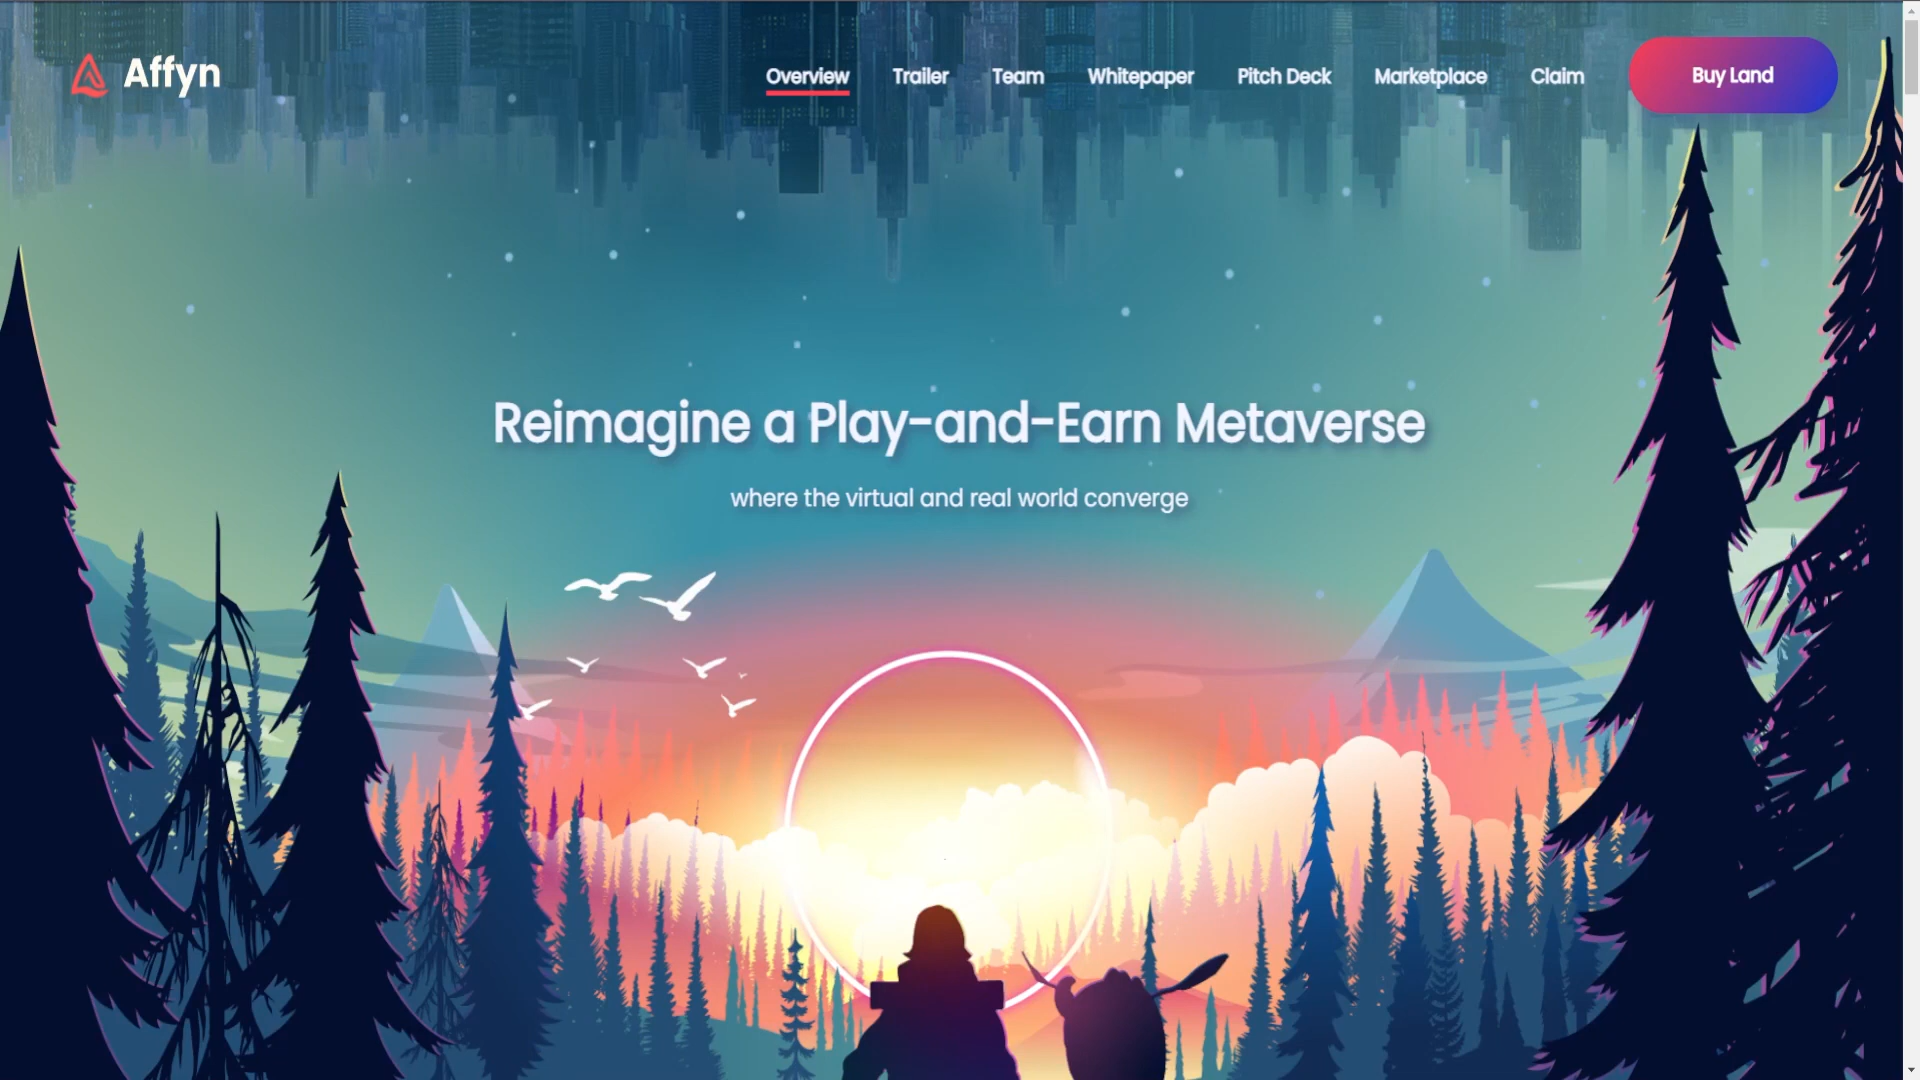 Affyn
Overview Trailer Team Whitepaper Pitch Deck Marketplace Claim Buy Land
Reimagine a Play-and-Earn Metaverse
where the virtual and real world converge